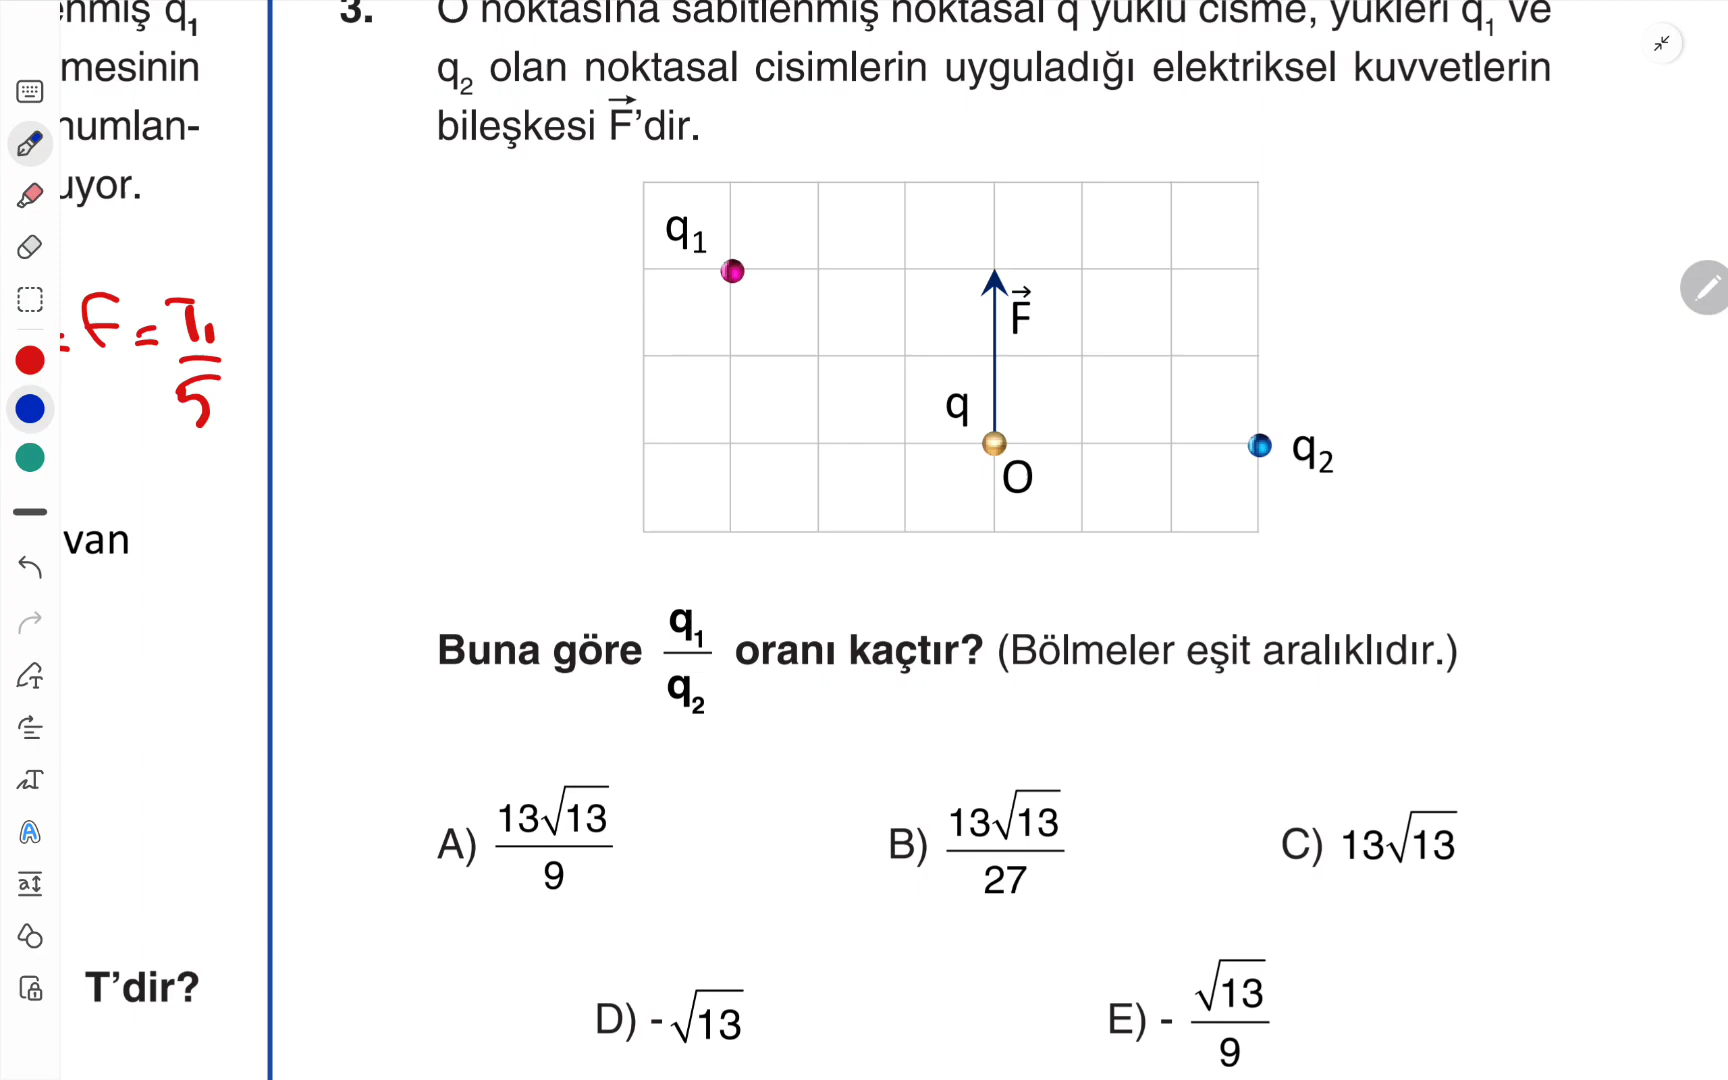 enmiş q₁
mesinin
numlan-
uyor.
= F = T₁/5
van
T'dir?
3. O noktasına sabitlenmiş noktasal q yüklü cisme, yükleri q₁ ve
q₂ olan noktasal cisimlerin uyguladığı elektriksel kuvvetlerin
bileşkesi F⃗'dir.
q₁
F⃗
q
O
q₂
Buna göre q₁/q₂ oranı kaçtır? (Bölmeler eşit aralıklıdır.)
A) 13√13/9 B) 13√13/27 C) 13√13
D) -√13 E) - √13/9